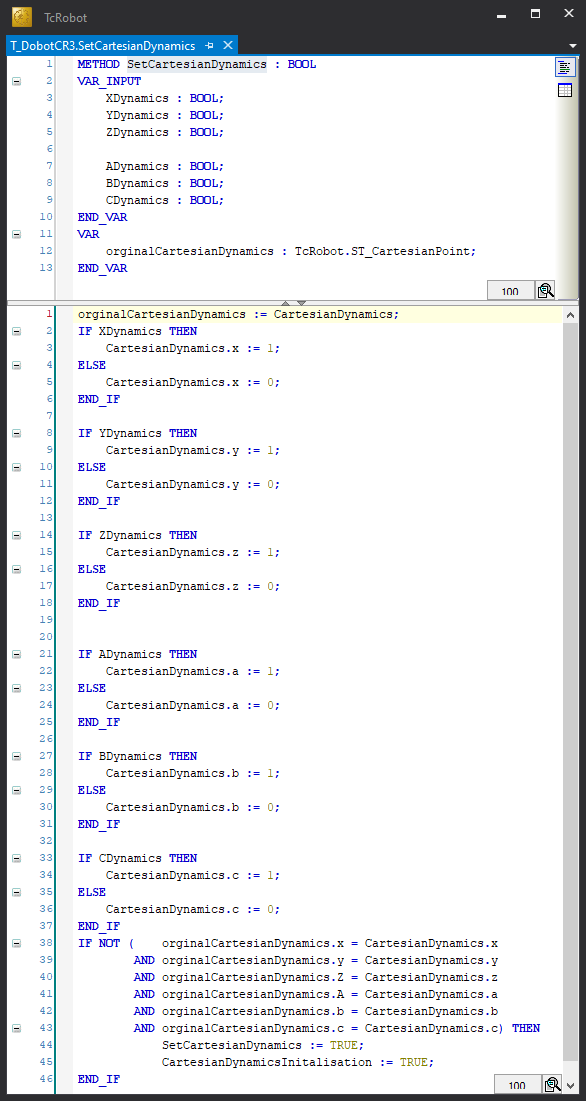 TcRobot
T_DobotCR3.SetCartesianDynamics
1 METHOD SetCartesianDynamics : BOOL
2 VAR_INPUT
3 XDynamics : BOOL;
4 YDynamics : BOOL;
5 ZDynamics : BOOL;
6
7 ADynamics : BOOL;
8 BDynamics : BOOL;
9 CDynamics : BOOL;
10 END_VAR
11 VAR
12 orginalCartesianDynamics : TcRobot.ST_CartesianPoint;
13 END_VAR
100
1 orginalCartesianDynamics := CartesianDynamics;
2 IF XDynamics THEN
3 CartesianDynamics.x := 1;
4 ELSE
5 CartesianDynamics.x := 0;
6 END_IF
7
8 IF YDynamics THEN
9 CartesianDynamics.y := 1;
10 ELSE
11 CartesianDynamics.y := 0;
12 END_IF
13
14 IF ZDynamics THEN
15 CartesianDynamics.z := 1;
16 ELSE
17 CartesianDynamics.z := 0;
18 END_IF
19
20
21 IF ADynamics THEN
22 CartesianDynamics.a := 1;
23 ELSE
24 CartesianDynamics.a := 0;
25 END_IF
26
27 IF BDynamics THEN
28 CartesianDynamics.b := 1;
29 ELSE
30 CartesianDynamics.b := 0;
31 END_IF
32
33 IF CDynamics THEN
34 CartesianDynamics.c := 1;
35 ELSE
36 CartesianDynamics.c := 0;
37 END_IF
38 IF NOT ( orginalCartesianDynamics.x = CartesianDynamics.x
39 AND orginalCartesianDynamics.y = CartesianDynamics.y
40 AND orginalCartesianDynamics.Z = CartesianDynamics.z
41 AND orginalCartesianDynamics.A = CartesianDynamics.a
42 AND orginalCartesianDynamics.b = CartesianDynamics.b
43 AND orginalCartesianDynamics.c = CartesianDynamics.c) THEN
44 SetCartesianDynamics := TRUE;
45 CartesianDynamicsInitalisation := TRUE;
46 END_IF
100